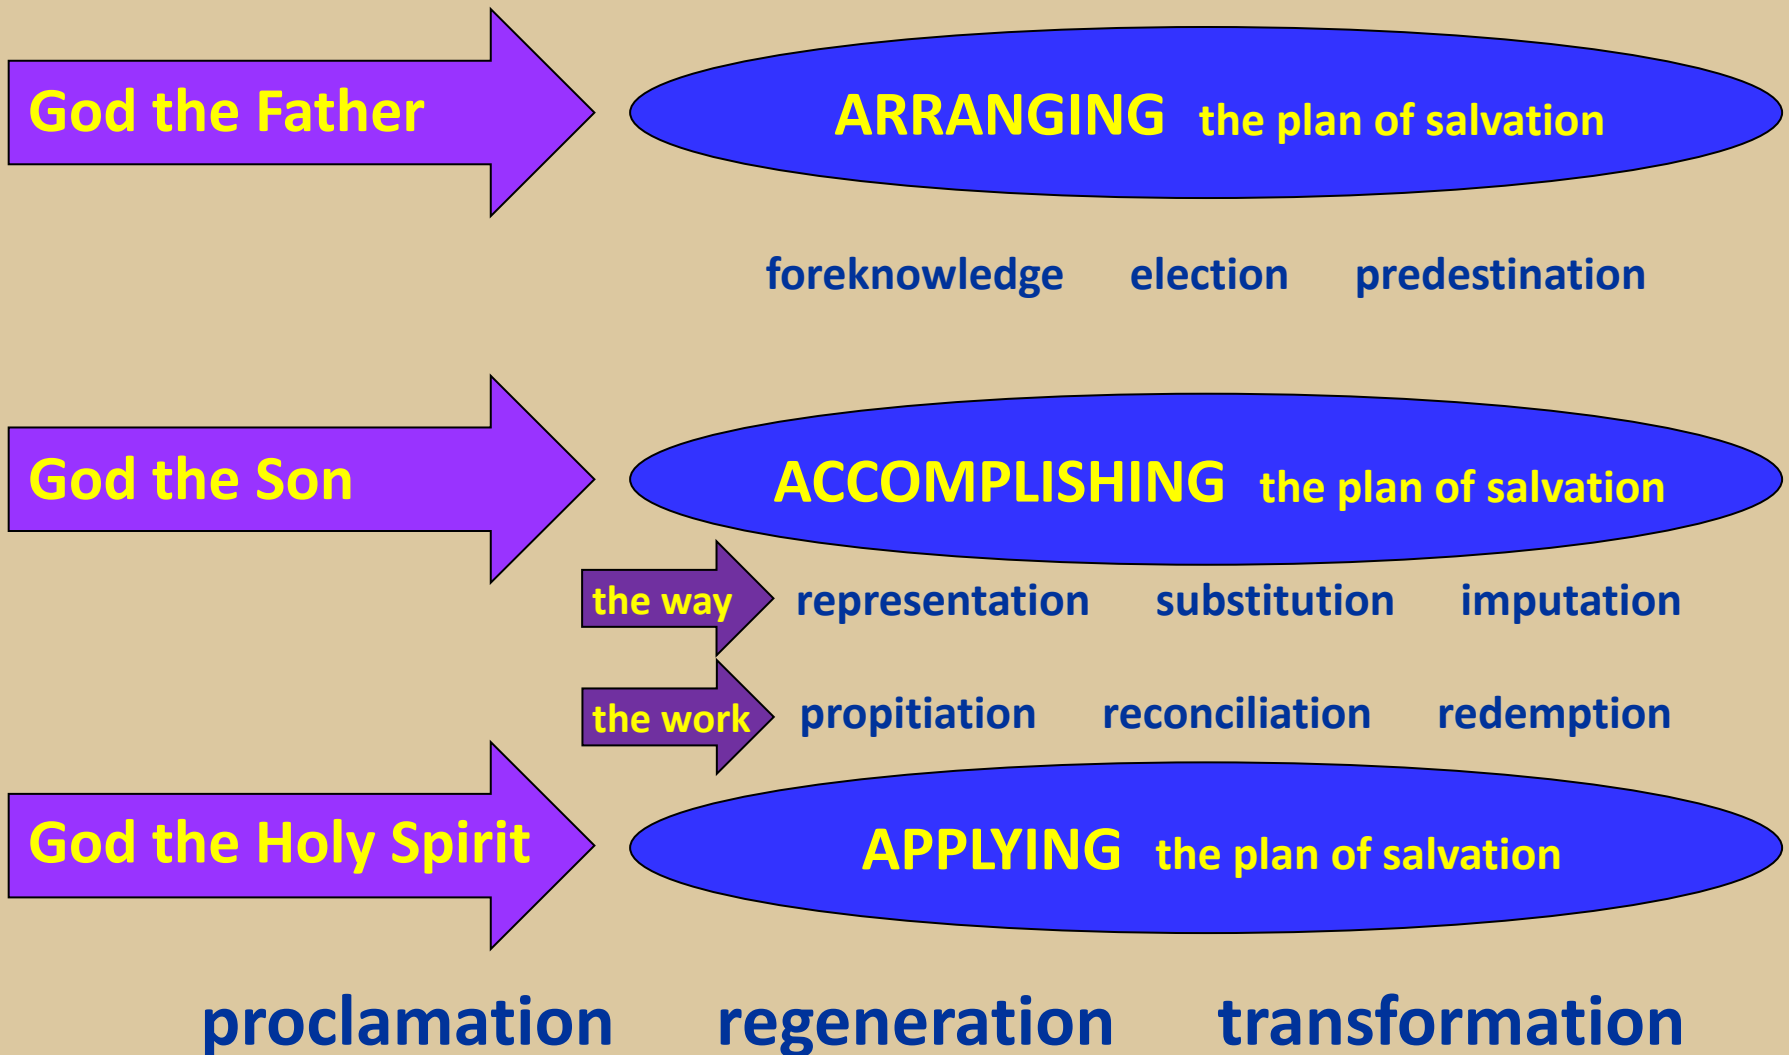 God the Father ARRANGING the plan of salvation
foreknowledge election predestination
God the Son ACCOMPLISHING the plan of salvation
the way representation substitution imputation
the work propitiation reconciliation redemption
God the Holy Spirit APPLYING the plan of salvation
proclamation regeneration transformation